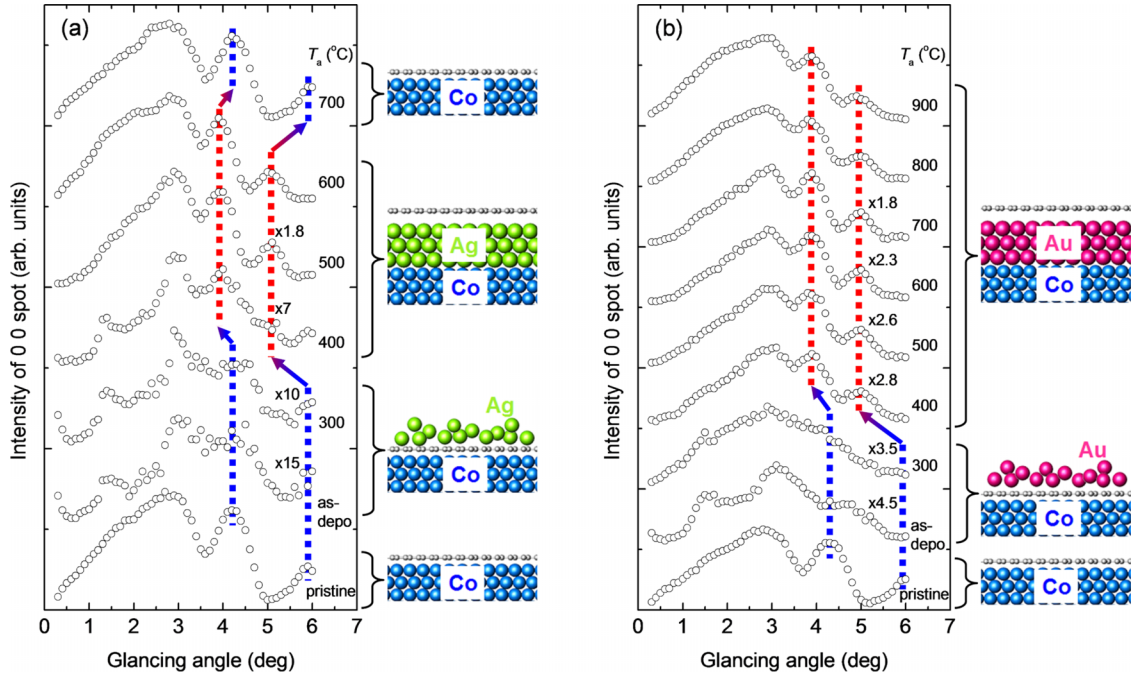 (a)
Tₐ (°C)
700
600
x1.8
500
x7
400
x10
300
x15
as-
depo
pristine
0 1 2 3 4 5 6 7
Glancing angle (deg)
Intensity of 0 0 spot (arb. units)
Co
Ag
Co
Ag
Co
Co
(b)
Tₐ (°C)
900
800
x1.8
700
x2.3
600
x2.6
500
x2.8
400
x3.5
300
x4.5
as-
depo.
pristine
0 1 2 3 4 5 6 7
Glancing angle (deg)
Intensity of 0 0 spot (arb. units)
Au
Co
Au
Co
Co